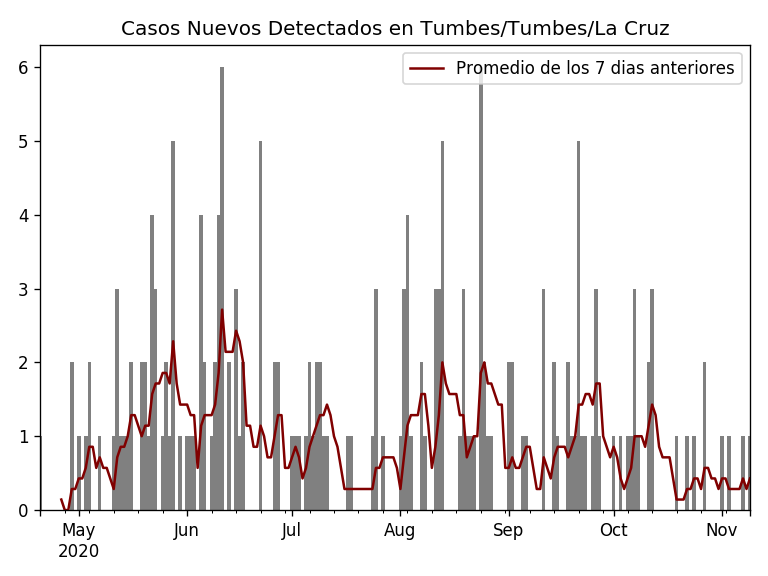 Casos Nuevos Detectados en Tumbes/Tumbes/La Cruz
Promedio de los 7 dias anteriores
6
5
4
3
2
1
0
May Jun Jul Aug Sep Oct Nov
2020